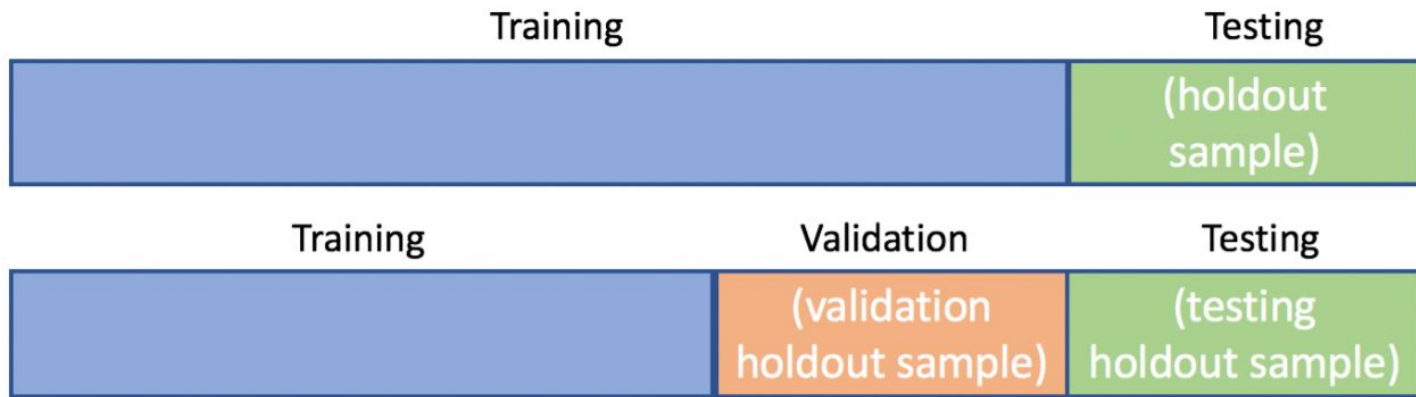 Training Testing
(holdout
sample)
Training Validation Testing
(validation (testing
holdout sample) holdout sample)